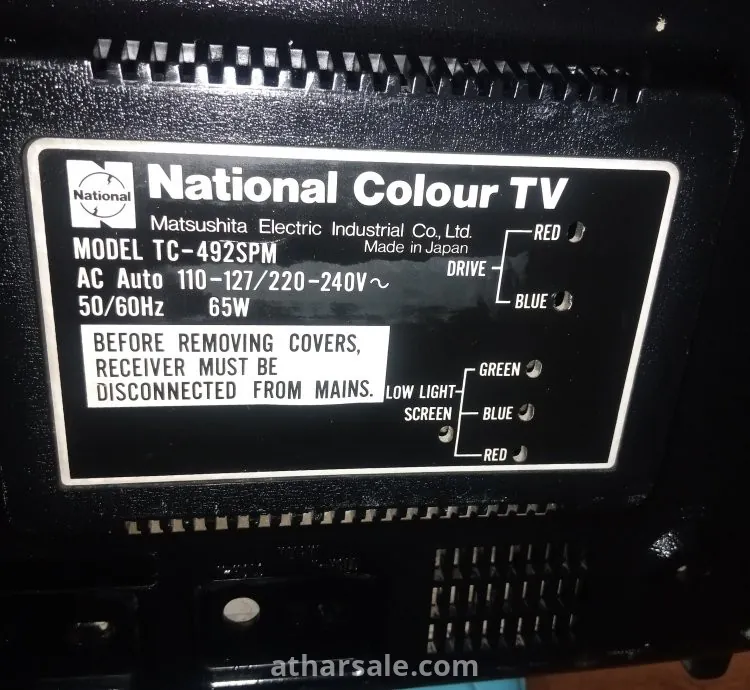 National
National Colour TV
Matsushita Electric Industrial Co., Ltd.
Made in Japan
MODEL TC-492SPM
AC Auto 110-127/220-240V~
50/60Hz 65W
BEFORE REMOVING COVERS,
RECEIVER MUST BE
DISCONNECTED FROM MAINS.
DRIVE
RED
BLUE
LOW LIGHT
GREEN
SCREEN
BLUE
RED
atharsale.com